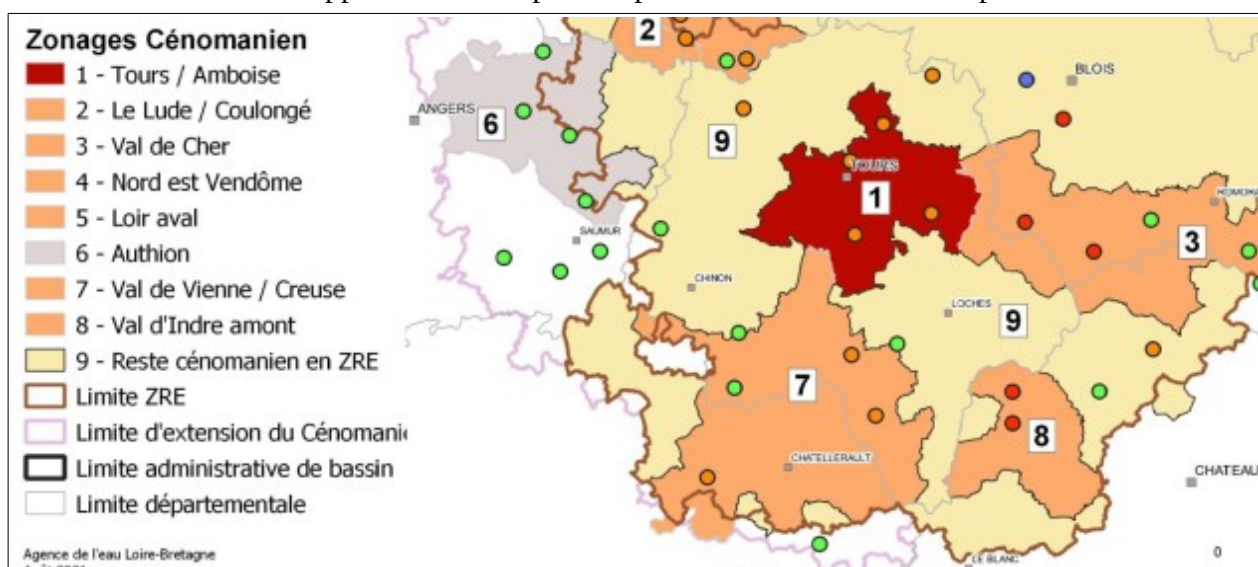 Zonages Cénomanien
1 - Tours / Amboise
2 - Le Lude / Coulongé
3 - Val de Cher
4 - Nord est Vendôme
5 - Loir aval
6 - Authion
7 - Val de Vienne / Creuse
8 - Val d'Indre amont
9 - Reste cénomanien en ZRE
Limite ZRE
Limite d'extension du Cénomani
Limite administrative de bassin
Limite départementale
Agence de l'eau Loire-Bretagne
2
BLOIS
ANGERS
6
9
TOURS
1
3
SAUMUR
CHINON
LOCHES
9
7
8
CHATELLERAULT
CHATEAU
LE BLANC
0